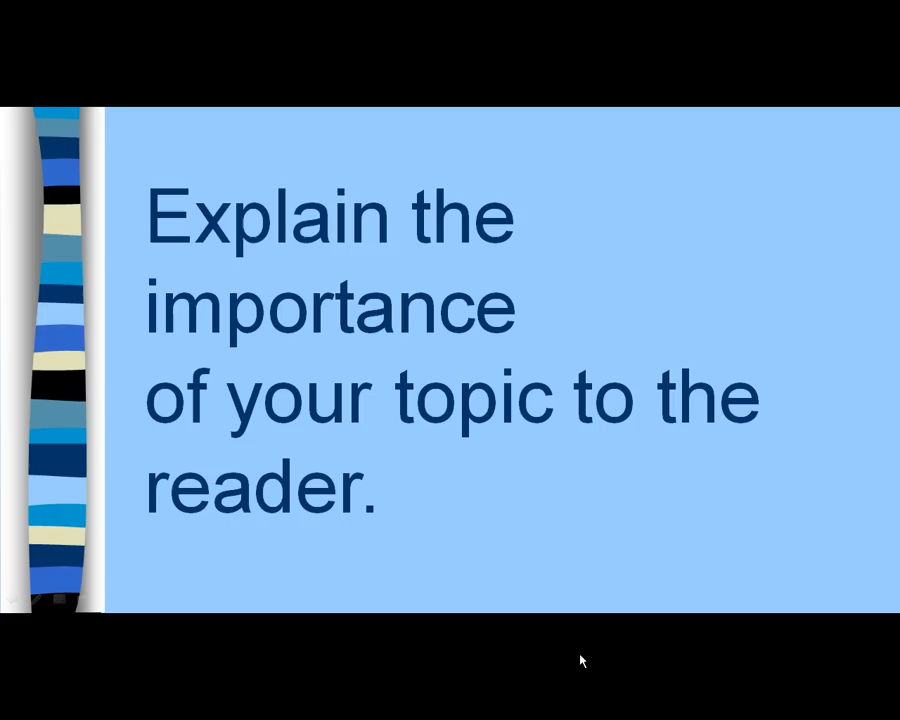 Explain the
importance
of your topic to the
reader.